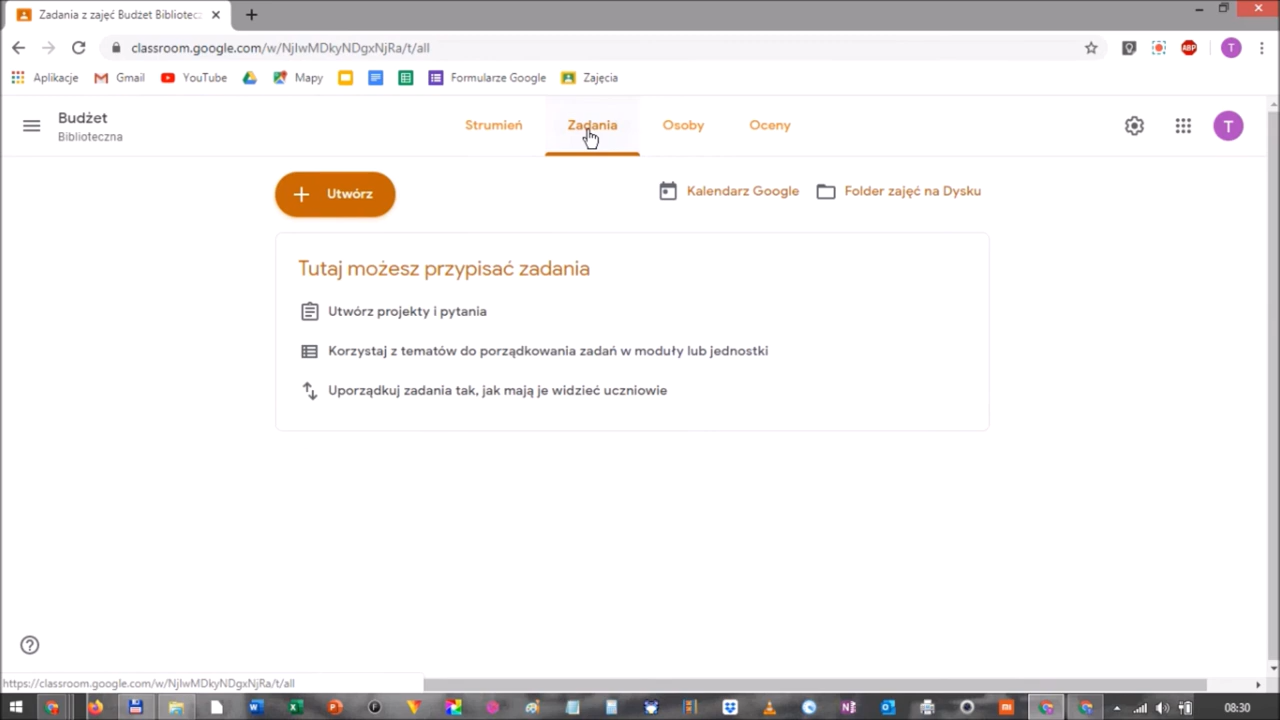 Zadania z zajęć Budżet Bibliotecz
classroom.google.com/w/NjIwMDkyNDgxNjRa/t/all
ABP
T
Aplikacje
Gmail
YouTube
Mapy
Formularze Google
Zajęcia
Budżet
Biblioteczna
Strumień
Zadania
Osoby
Oceny
T
Utwórz
Kalendarz Google
Folder zajęć na Dysku
Tutaj możesz przypisać zadania
Utwórz projekty i pytania
Korzystaj z tematów do porządkowania zadań w moduły lub jednostki
Uporządkuj zadania tak, jak mają je widzieć uczniowie
https://classroom.google.com/w/NjIwMDkyNDgxNjRa/t/all
08:30